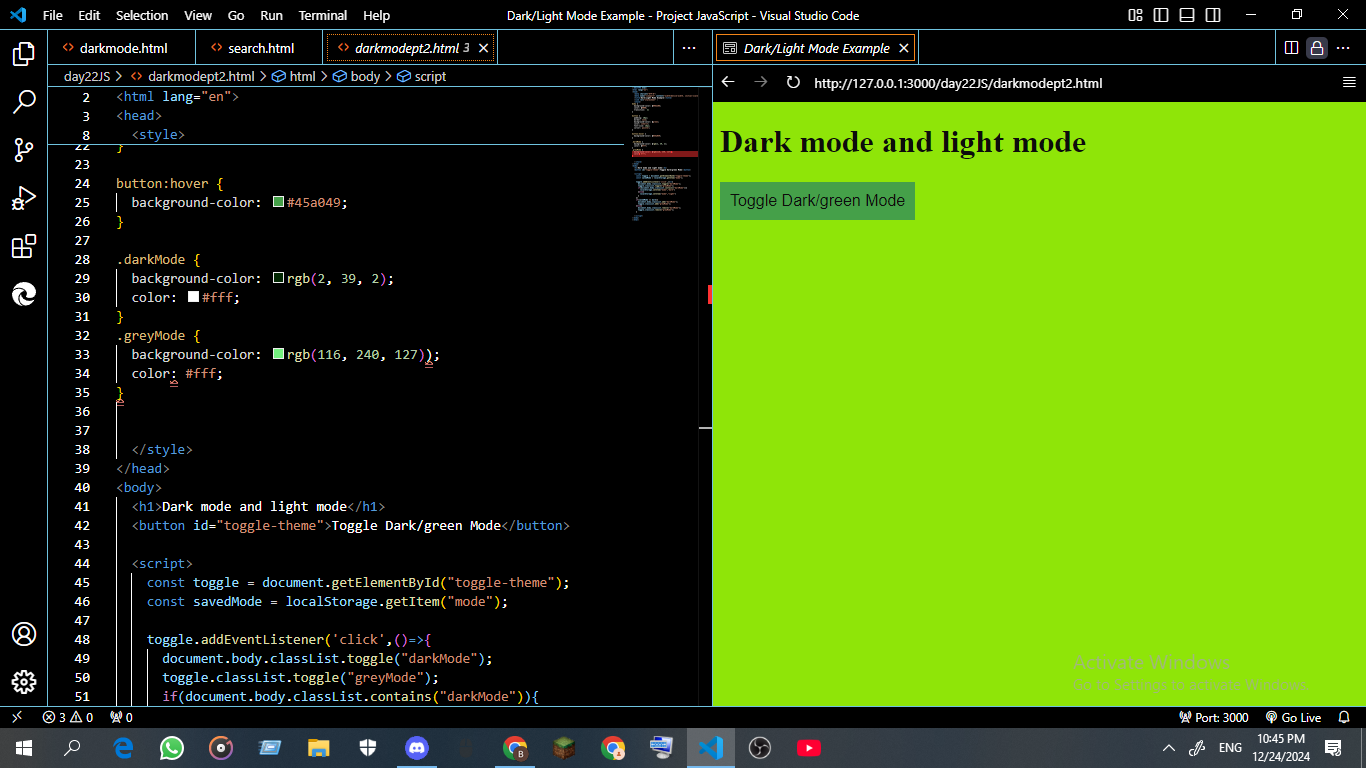 File Edit Selection View Go Run Terminal Help Dark/Light Mode Example - Project JavaScript - Visual Studio Code
darkmode.html search.html darkmodept2.html 3 Dark/Light Mode Example
day22JS > darkmodept2.html > html > body > script
http://127.0.0.1:3000/day22JS/darkmodept2.html
2 <html lang="en">
3 <head>
8 <style>
22 }
23
24 button:hover {
25 background-color: #45a049;
26 }
27
28 .darkMode {
29 background-color: rgb(2, 39, 2);
30 color: #fff;
31 }
32 .greyMode {
33 background-color: rgb(116, 240, 127));
34 color: #fff;
35 }
36
37
38 </style>
39 </head>
40 <body>
41 <h1>Dark mode and light mode</h1>
42 <button id="toggle-theme">Toggle Dark/green Mode</button>
43
44 <script>
45 const toggle = document.getElementById("toggle-theme");
46 const savedMode = localStorage.getItem("mode");
47
48 toggle.addEventListener('click',()=>{
49 document.body.classList.toggle("darkMode");
50 toggle.classList.toggle("greyMode");
51 if(document.body.classList.contains("darkMode")){
Dark mode and light mode
Toggle Dark/green Mode
Activate Windows
Go to Settings to activate Windows.
3 0 0 Port: 3000 Go Live
ENG
10:45 PM
12/24/2024